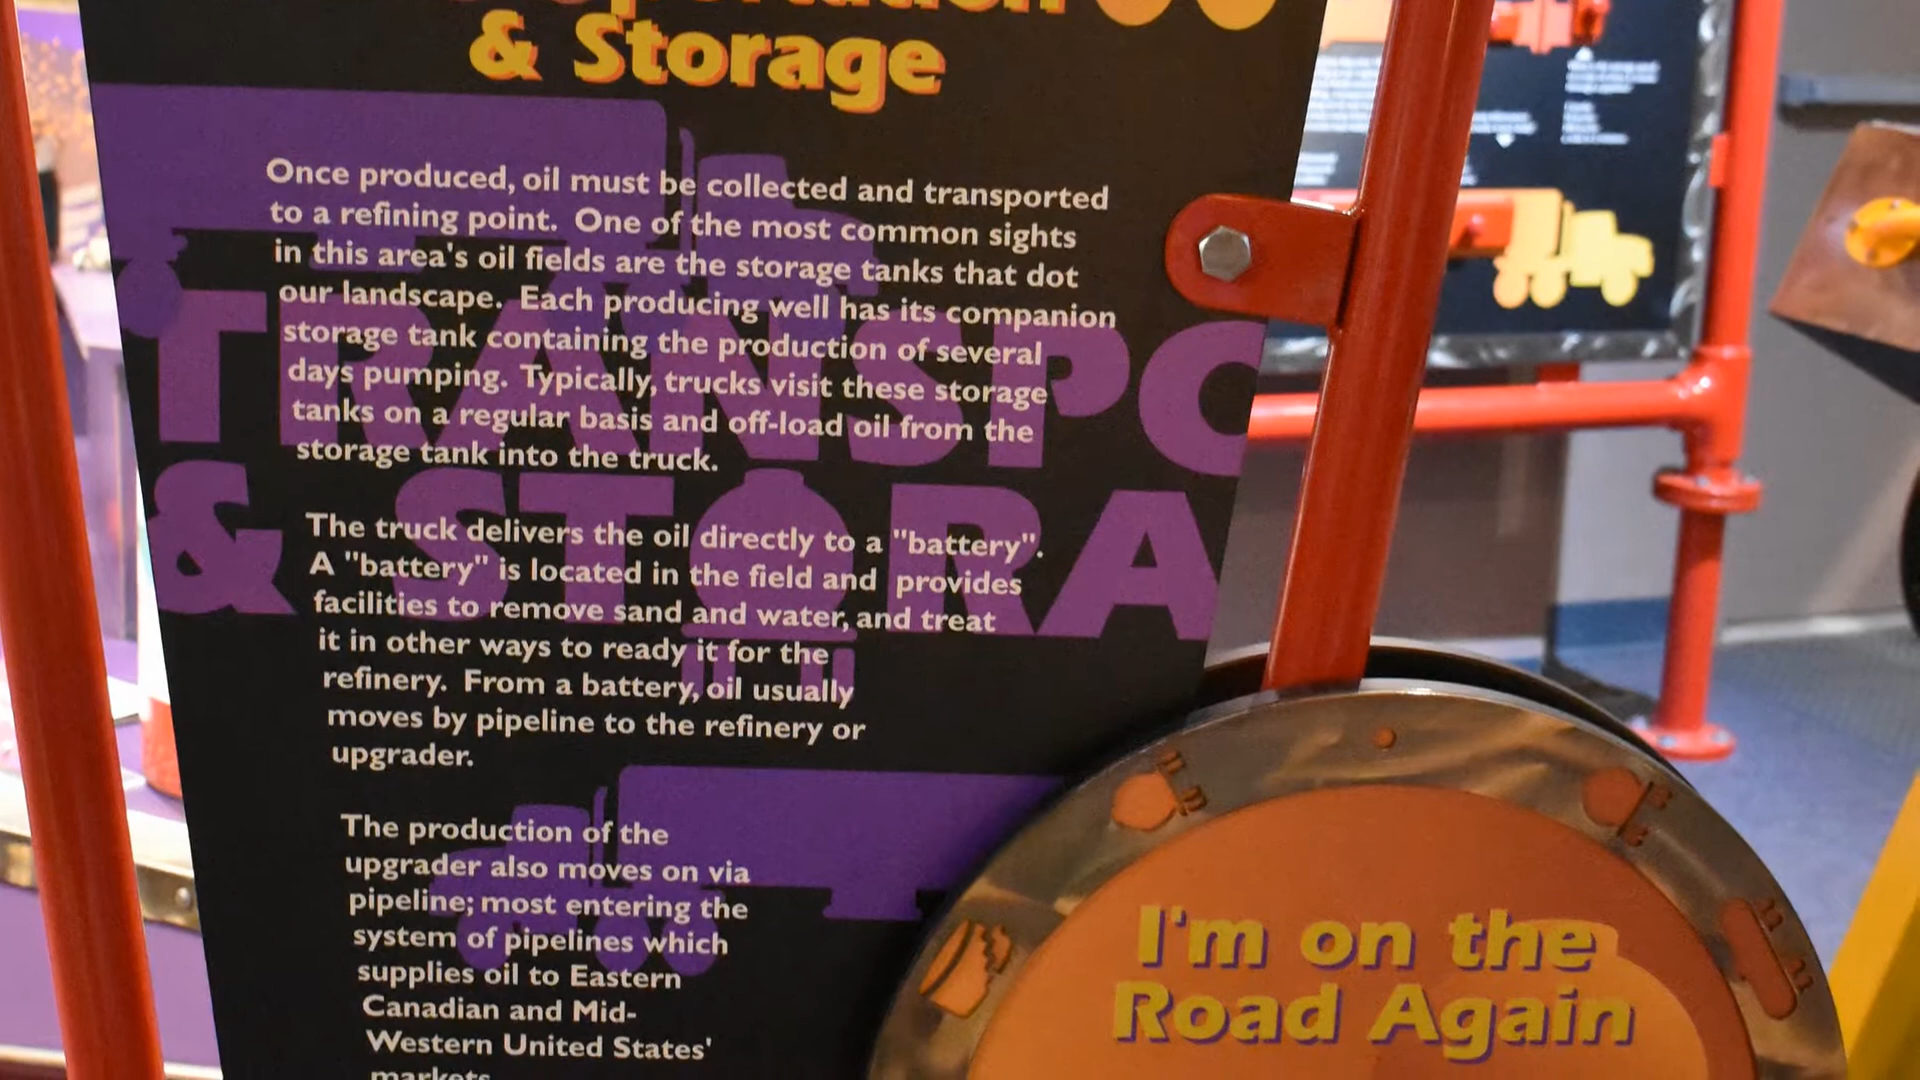 & Storage
Once produced, oil must be collected and transported
to a refining point. One of the most common sights
in this area's oil fields are the storage tanks that dot
our landscape. Each producing well has its companion
storage tank containing the production of several
days pumping. Typically, trucks visit these storage
tanks on a regular basis and off-load oil from the
storage tank into the truck.
TRANSPO
& STORA
The truck delivers the oil directly to a "battery".
A "battery" is located in the field and provides
facilities to remove sand and water, and treat
it in other ways to ready it for the
refinery. From a battery, oil usually
moves by pipeline to the refinery or
upgrader.
The production of the
upgrader also moves on via
pipeline; most entering the
system of pipelines which
supplies oil to Eastern
Canadian and Mid-
Western United States'
markets
I'm on the
Road Again